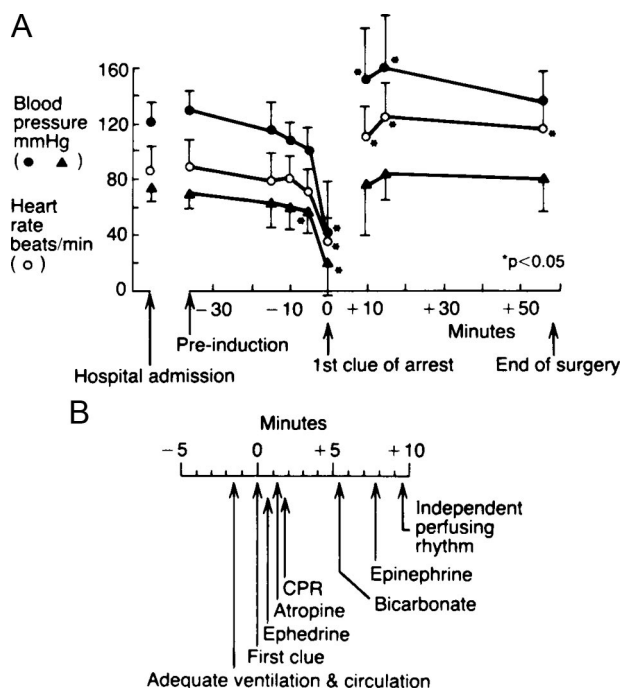 A
160
Blood
pressure
mmHg
( ● ▲ )
120
80
Heart
rate
beats/min
( ○ )
40
0
*p<0.05
−30 −10 0 +10 +30 +50
Minutes
Pre-induction
Hospital admission
1st clue of arrest
End of surgery
B
Minutes
−5 0 +5 +10
Independent
perfusing
rhythm
Epinephrine
CPR
Bicarbonate
Atropine
Ephedrine
First clue
Adequate ventilation & circulation